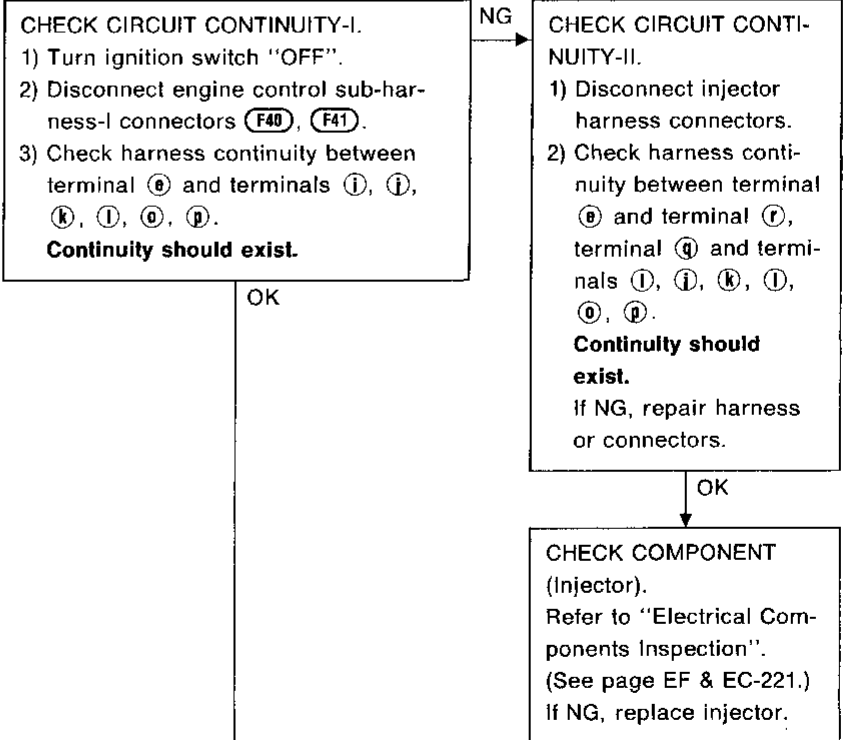 CHECK CIRCUIT CONTINUITY-I.
1) Turn ignition switch "OFF".
2) Disconnect engine control sub-har-
ness-I connectors F40, F41.
3) Check harness continuity between
terminal ⓔ and terminals ⓘ, ⓙ,
ⓚ, ⓛ, ⓞ, ⓟ.
Continuity should exist.
NG
OK
CHECK CIRCUIT CONTI-
NUITY-II.
1) Disconnect injector
harness connectors.
2) Check harness conti-
nuity between terminal
ⓔ and terminal ⓡ,
terminal ⓠ and termi-
nals ⓘ, ⓙ, ⓚ, ⓛ,
ⓞ, ⓟ.
Continuity should
exist.
If NG, repair harness
or connectors.
OK
CHECK COMPONENT
(Injector).
Refer to "Electrical Com-
ponents Inspection".
(See page EF & EC-221.)
If NG, replace injector.